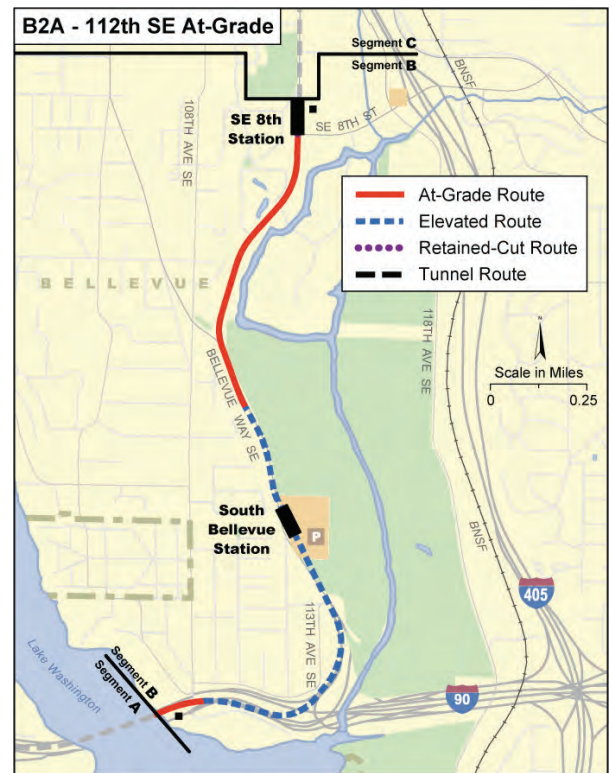 B2A - 112th SE At-Grade
Segment C
Segment B
BNSF
108TH AVE SE
SE 8th
Station
SE 8TH ST
At-Grade Route
Elevated Route
Retained-Cut Route
Tunnel Route
BELLEVUE
118TH AVE SE
N
Scale in Miles
0 0.25
BELLEVUE WAY SE
South
Bellevue
Station
P
BNSF
405
113TH AVE SE
Lake Washington
Segment B
Segment A
90